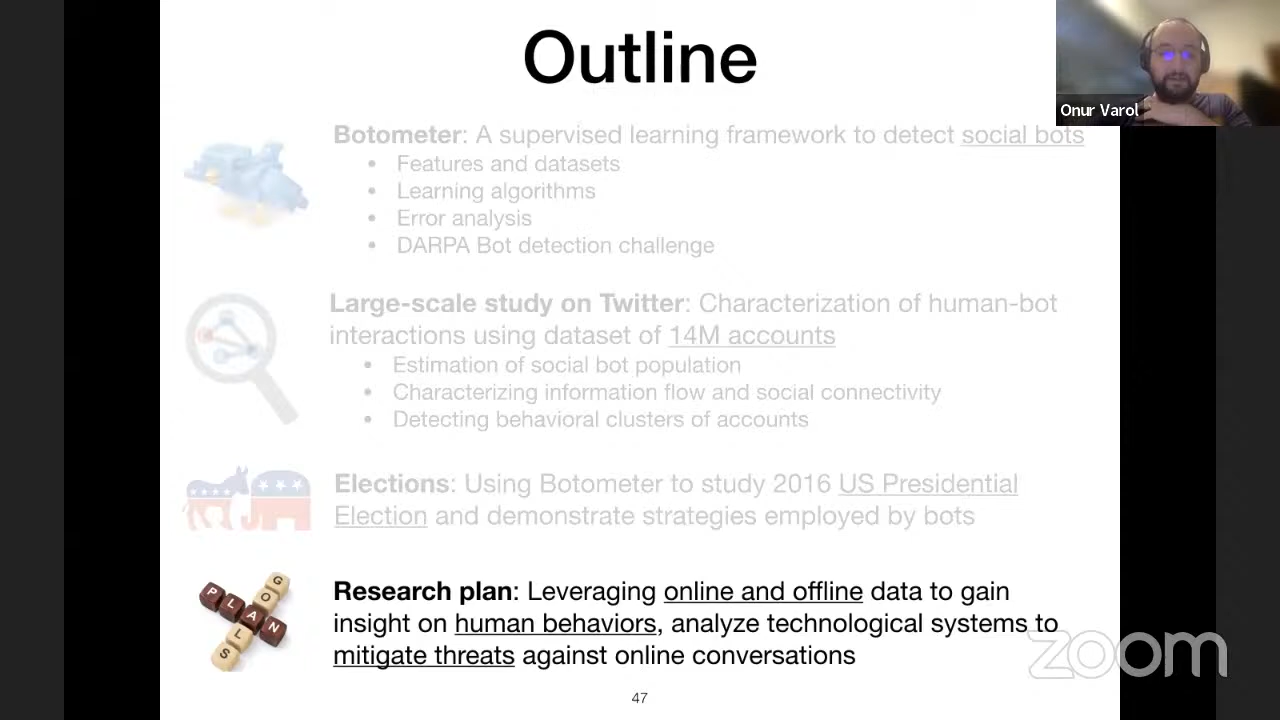 Outline
Onur Varol
Botometer: A supervised learning framework to detect social bots
• Features and datasets
• Learning algorithms
• Error analysis
• DARPA Bot detection challenge
Large-scale study on Twitter: Characterization of human-bot
interactions using dataset of 14M accounts
• Estimation of social bot population
• Characterizing information flow and social connectivity
• Detecting behavioral clusters of accounts
Elections: Using Botometer to study 2016 US Presidential
Election and demonstrate strategies employed by bots
PLAN
GOALS
Research plan: Leveraging online and offline data to gain
insight on human behaviors, analyze technological systems to
mitigate threats against online conversations
zoom
47